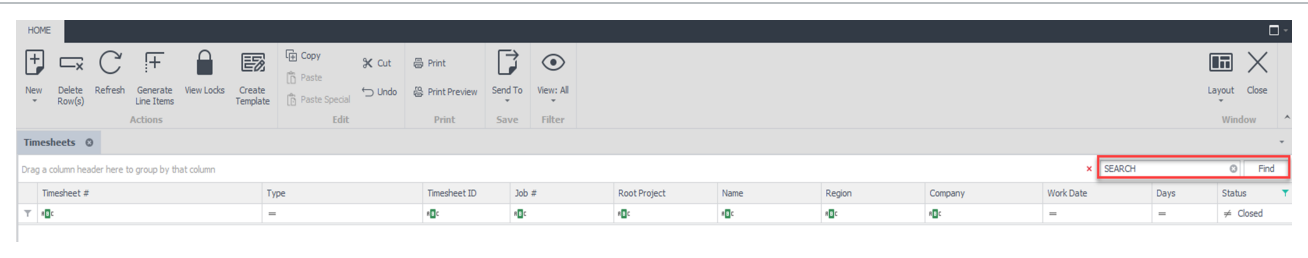 HOME
New
Delete Row(s)
Refresh
Generate Line Items
View Locks
Create Template
Actions
Copy
Paste
Paste Special
Cut
Undo
Edit
Print
Print Preview
Print
Send To
Save
View: All
Filter
Layout
Close
Window
Timesheets
Drag a column header here to group by that column
SEARCH Find
Timesheet # Type Timesheet ID Job # Root Project Name Region Company Work Date Days Status
= = = ≠ Closed